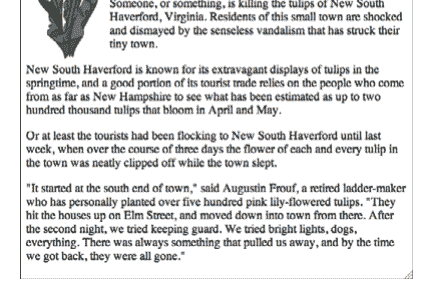 Someone, or something, is killing the tulips of New South
Haverford, Virginia. Residents of this small town are shocked
and dismayed by the senseless vandalism that has struck their
tiny town.
New South Haverford is known for its extravagant displays of tulips in the
springtime, and a good portion of its tourist trade relies on the people who come
from as far as New Hampshire to see what has been estimated as up to two
hundred thousand tulips that bloom in April and May.
Or at least the tourists had been flocking to New South Haverford until last
week, when over the course of three days the flower of each and every tulip in
the town was neatly clipped off while the town slept.
"It started at the south end of town," said Augustin Frouf, a retired ladder-maker
who has personally planted over five hundred pink lily-flowered tulips. "They
hit the houses up on Elm Street, and moved down into town from there. After
the second night, we tried keeping guard. We tried bright lights, dogs,
everything. There was always something that pulled us away, and by the time
we got back, they were all gone."